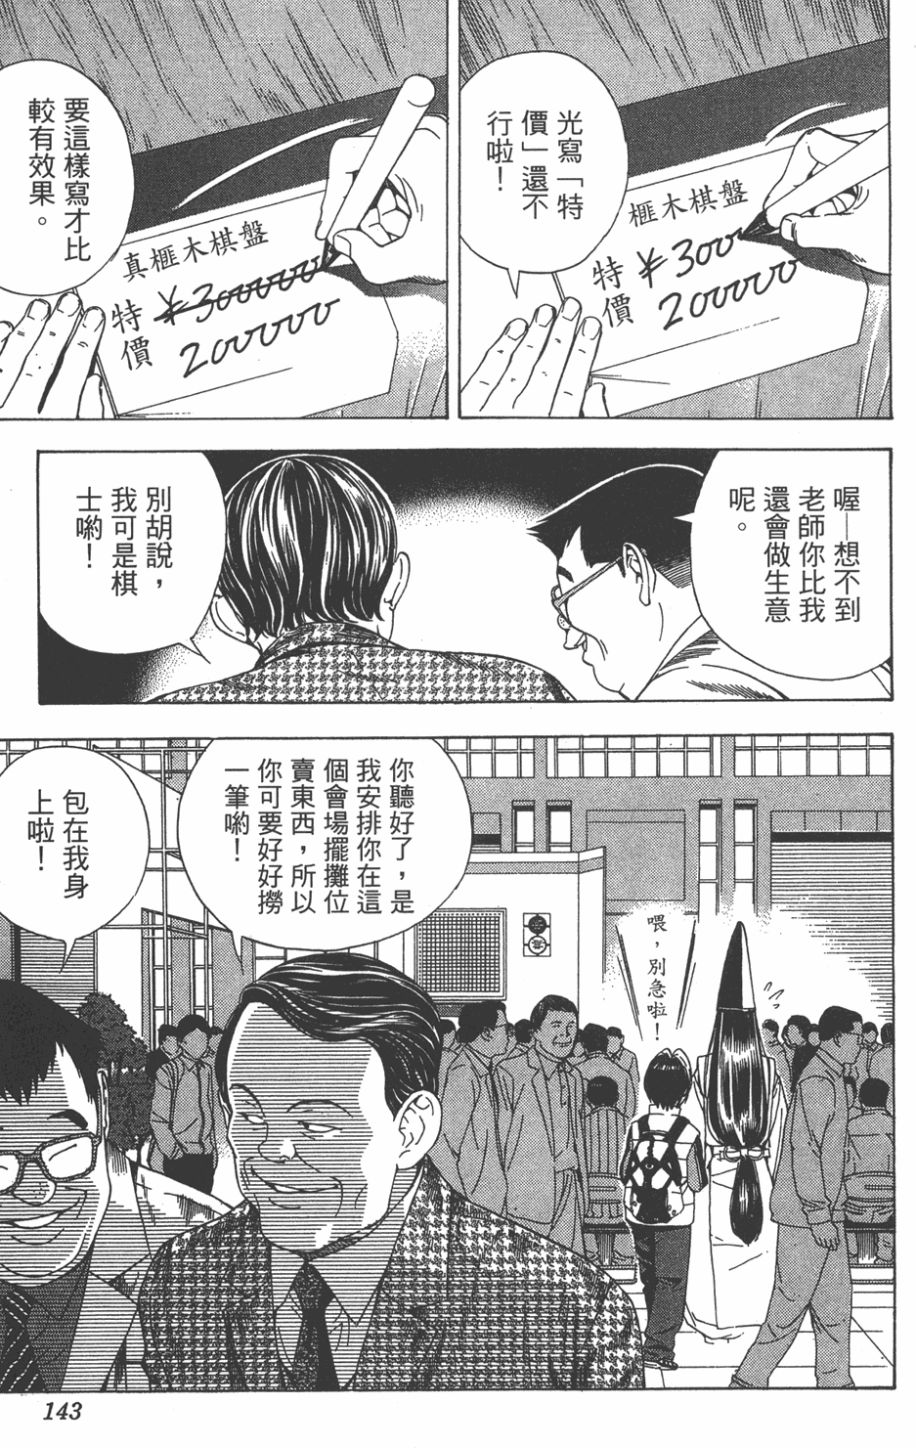 光寫「特
價」還不
行啦！
榧木棋盤
特價
￥3000
200000
要這樣寫才比
較有效果。
真榧木棋盤
特價
￥300000
200000
喔—想不到
老師你比我
還會做生意
呢。
別胡說，
我可是棋
士喲！
喂，別急啦！
你聽好了，是
我安排你在這
個會場擺攤位
賣東西，所以
你可要好好撈
一筆喲！
包在我身
上啦！
143